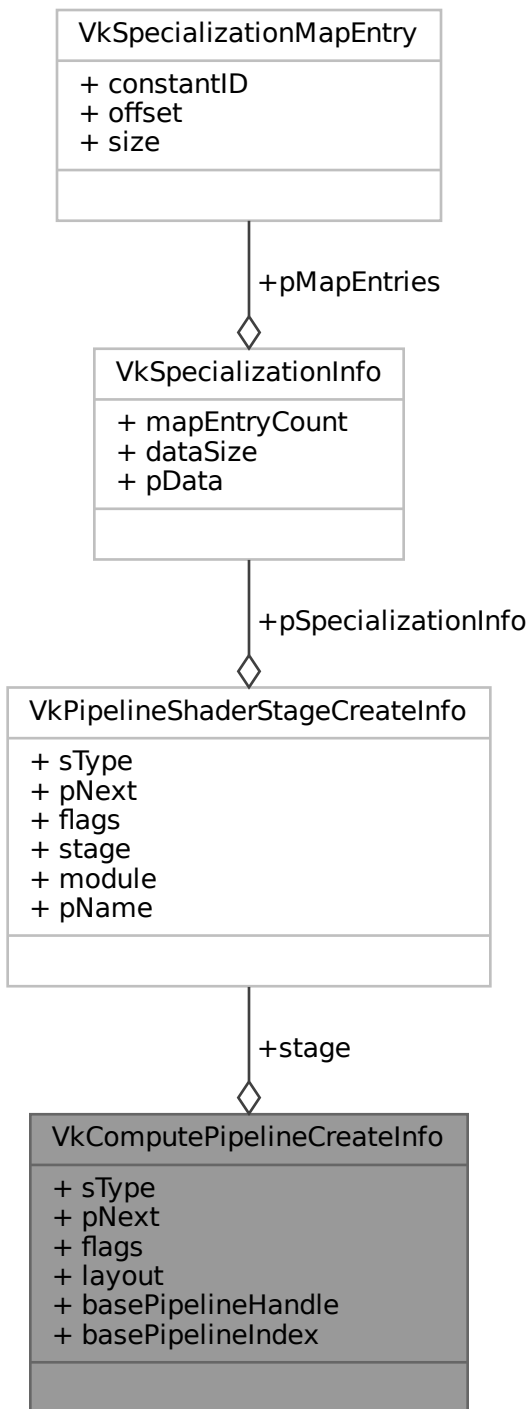 VkSpecializationMapEntry
+ constantID
+ offset
+ size
+pMapEntries
VkSpecializationInfo
+ mapEntryCount
+ dataSize
+ pData
+pSpecializationInfo
VkPipelineShaderStageCreateInfo
+ sType
+ pNext
+ flags
+ stage
+ module
+ pName
+stage
VkComputePipelineCreateInfo
+ sType
+ pNext
+ flags
+ layout
+ basePipelineHandle
+ basePipelineIndex